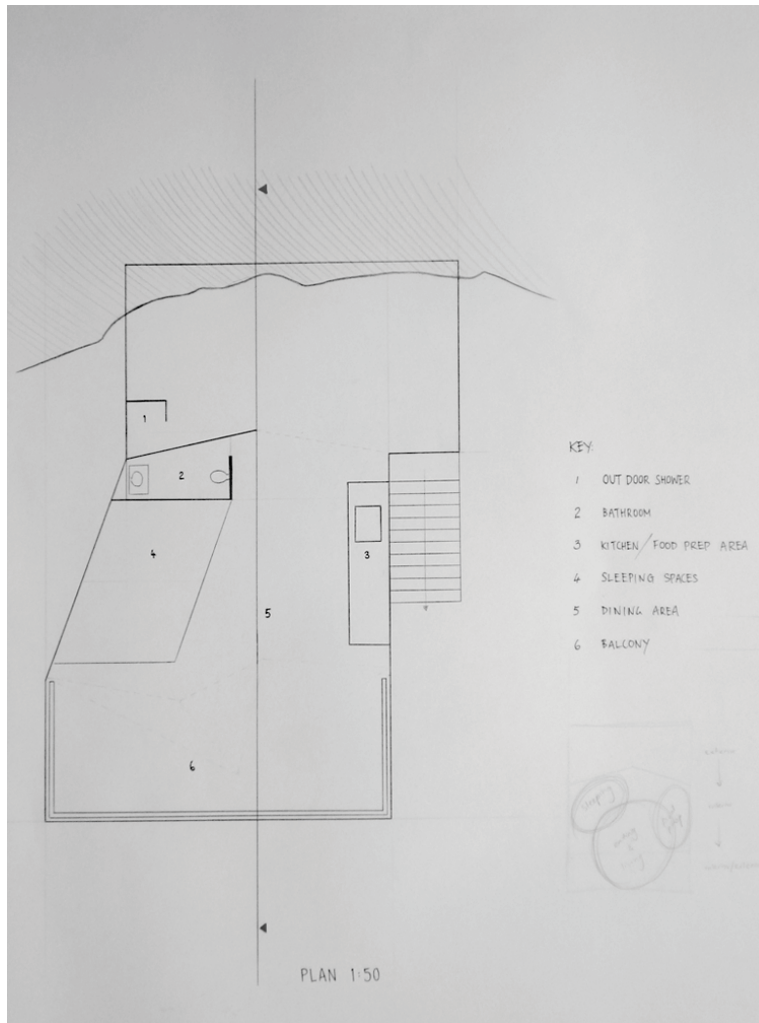 1
2
4
3
5
6
KEY:
1 OUT DOOR SHOWER
2 BATHROOM
3 KITCHEN/FOOD PREP AREA
4 SLEEPING SPACES
5 DINING AREA
6 BALCONY
PLAN 1:50